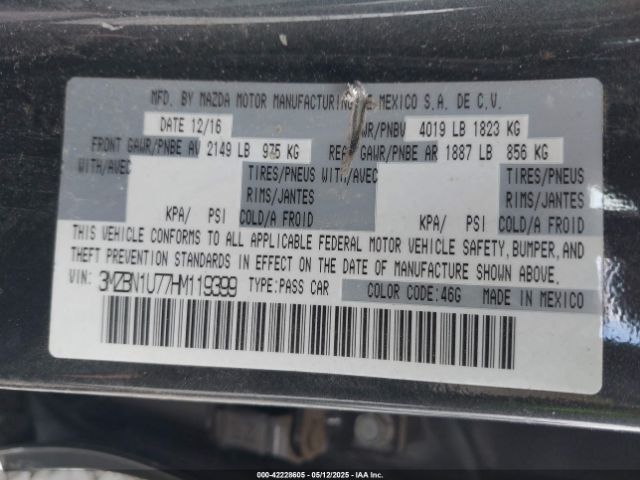 MFD. BY MAZDA MOTOR MANUFACTURING MEXICO S.A. DE C.V.
DATE 12/16 WR/PNBV 4019 LB 1823 KG
FRONT GAWR/PNBE AV 2149 LB 975 KG REAR GAWR/PNBE AR 1887 LB 856 KG
WITH/AVEC TIRES/PNEUS WITH/AVEC TIRES/PNEUS
RIMS/JANTES RIMS/JANTES
KPA/ PSI COLD/A FROID KPA/ PSI COLD/A FROID
THIS VEHICLE CONFORMS TO ALL APPLICABLE FEDERAL MOTOR VEHICLE SAFETY, BUMPER, AND
THEFT PREVENTION STANDARDS IN EFFECT ON THE DATE OF MANUFACTURE SHOWN ABOVE.
VIN: 3MZBN1U77HM119399 TYPE:PASS CAR COLOR CODE:46G MADE IN MEXICO
000-42228605 - 05/12/2025 - IAAI.com